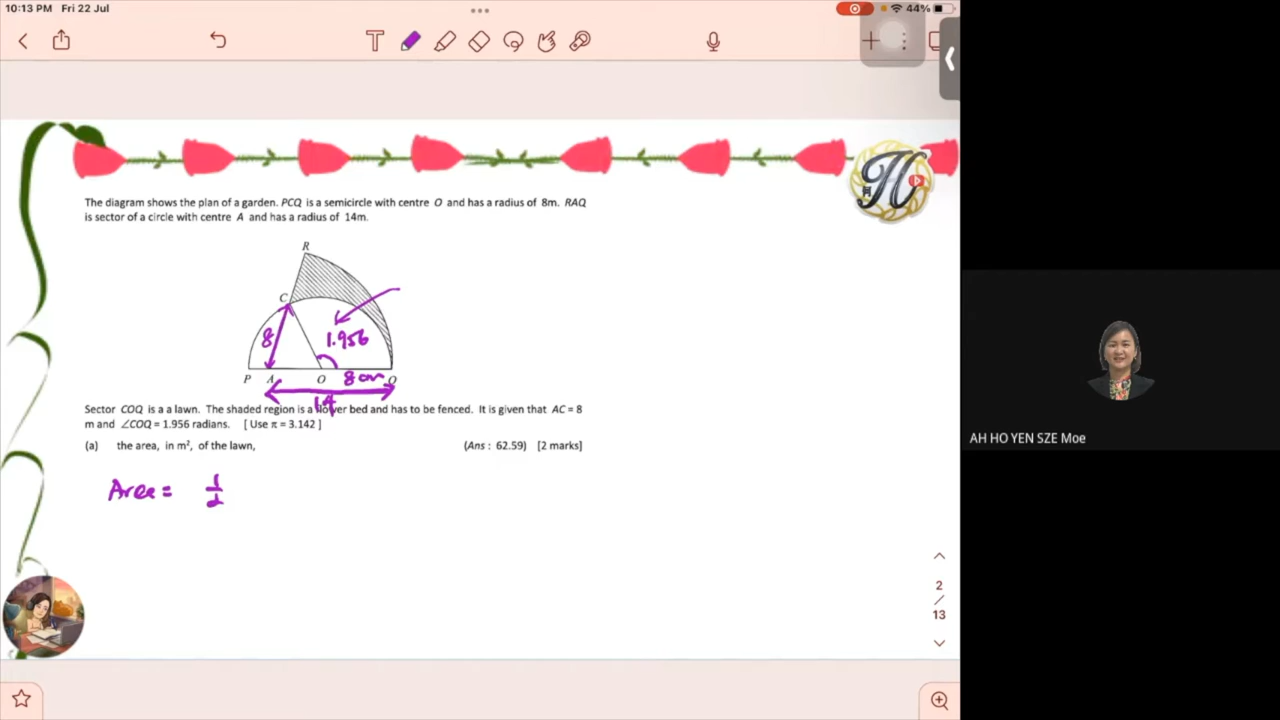 10:13 PM Fri 22 Jul
44%
The diagram shows the plan of a garden. PCQ is a semicircle with centre O and has a radius of 8m. RAQ
is sector of a circle with centre A and has a radius of 14m.
R
C
8
1.956
P A O 8 cm Q
14
Sector COQ is a a lawn. The shaded region is a flower bed and has to be fenced. It is given that AC = 8
m and ∠COQ = 1.956 radians. [ Use π = 3.142 ]
(a) the area, in m², of the lawn, (Ans : 62.59) [2 marks]
Area = 1/2
2
/
13
AH HO YEN SZE Moe